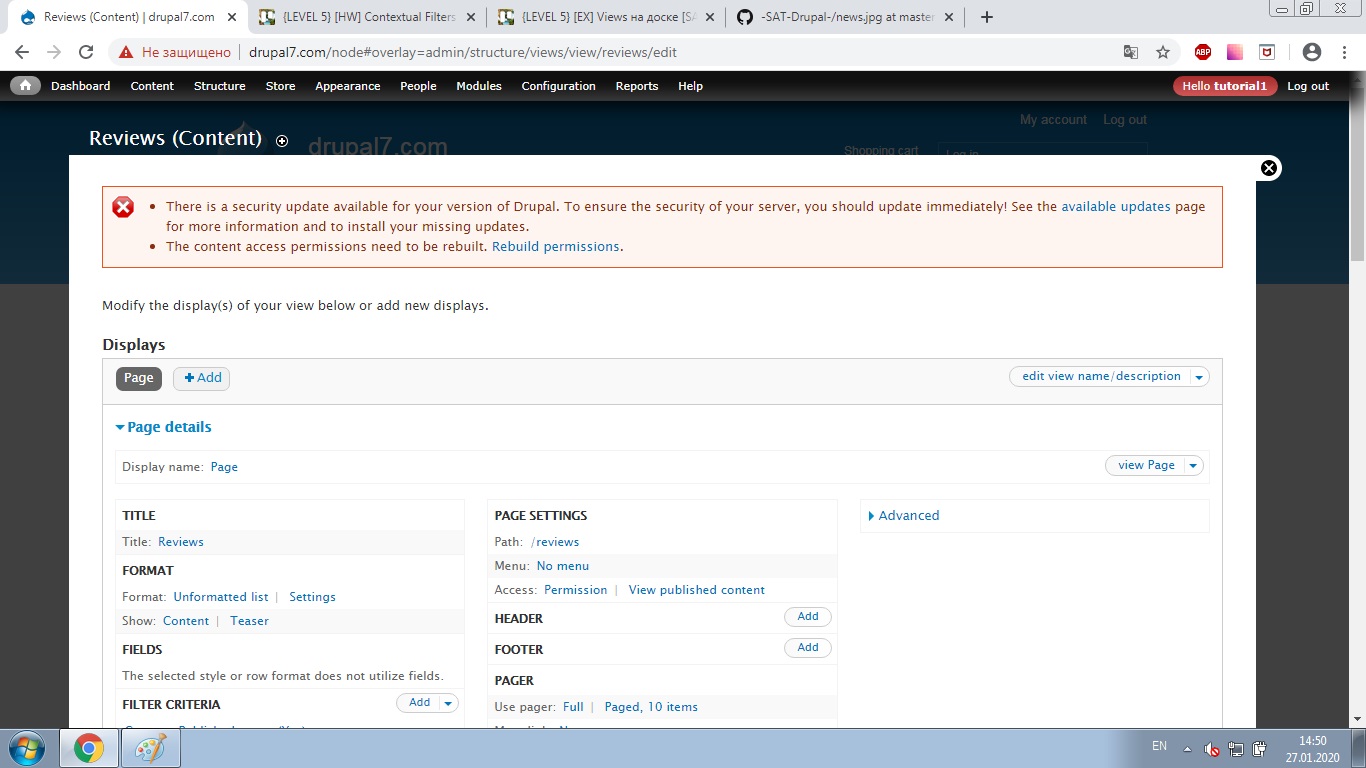 Reviews (Content) | drupal7.com
{LEVEL 5} [HW] Contextual Filters
{LEVEL 5} [EX] Views на доске [SA
-SAT-Drupal-/news.jpg at master
Не защищено
drupal7.com/node#overlay=admin/structure/views/view/reviews/edit
ABP
Dashboard Content Structure Store Appearance People Modules Configuration Reports Help Hello tutorial1 Log out
My account Log out
Reviews (Content)
drupal7.com
Shopping cart
Log in
There is a security update available for your version of Drupal. To ensure the security of your server, you should update immediately! See the available updates page
for more information and to install your missing updates.
The content access permissions need to be rebuilt. Rebuild permissions.
Modify the display(s) of your view below or add new displays.
Displays
Page Add edit view name/description
Page details
Display name: Page view Page
TITLE
Title: Reviews
FORMAT
Format: Unformatted list | Settings
Show: Content | Teaser
FIELDS
The selected style or row format does not utilize fields.
FILTER CRITERIA Add
PAGE SETTINGS
Path: /reviews
Menu: No menu
Access: Permission | View published content
HEADER Add
FOOTER Add
PAGER
Use pager: Full | Paged, 10 items
Advanced
EN
14:50
27.01.2020